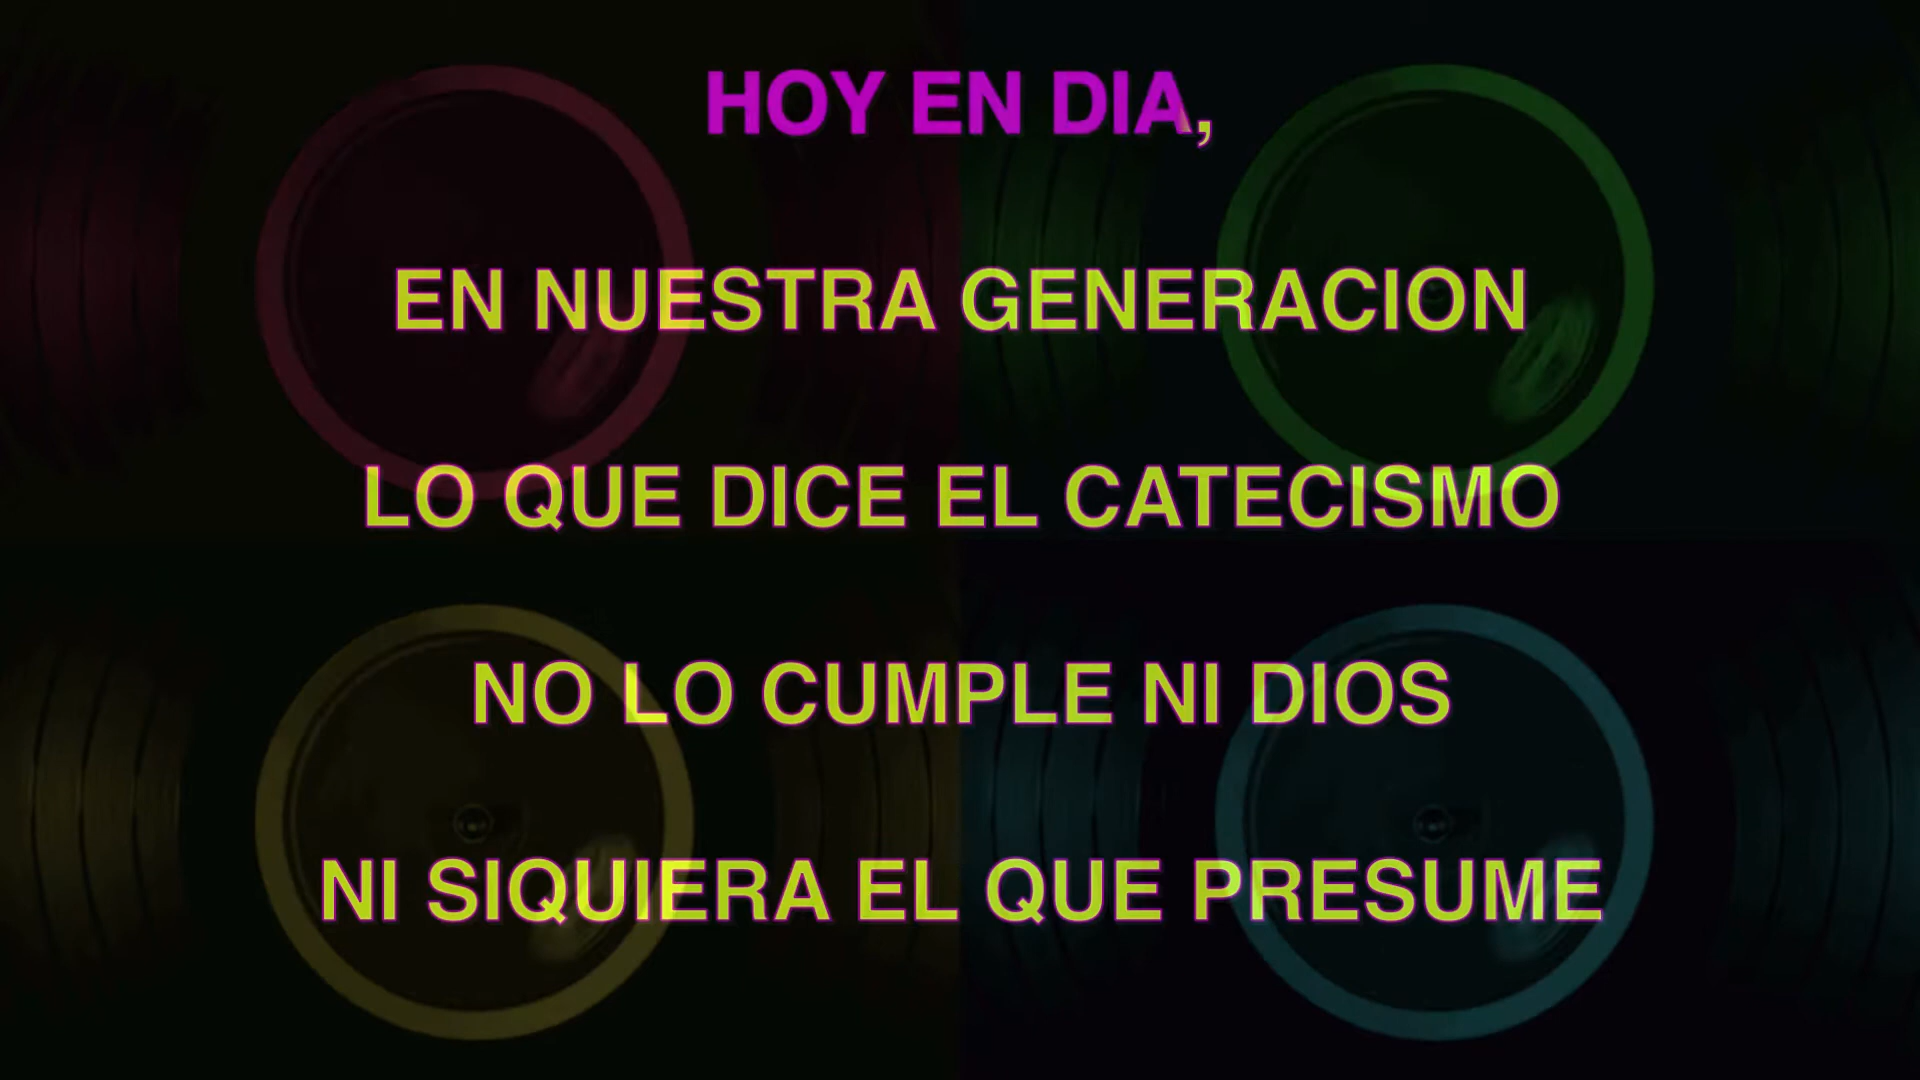 HOY EN DIA,
EN NUESTRA GENERACION
LO QUE DICE EL CATECISMO
NO LO CUMPLE NI DIOS
NI SIQUIERA EL QUE PRESUME